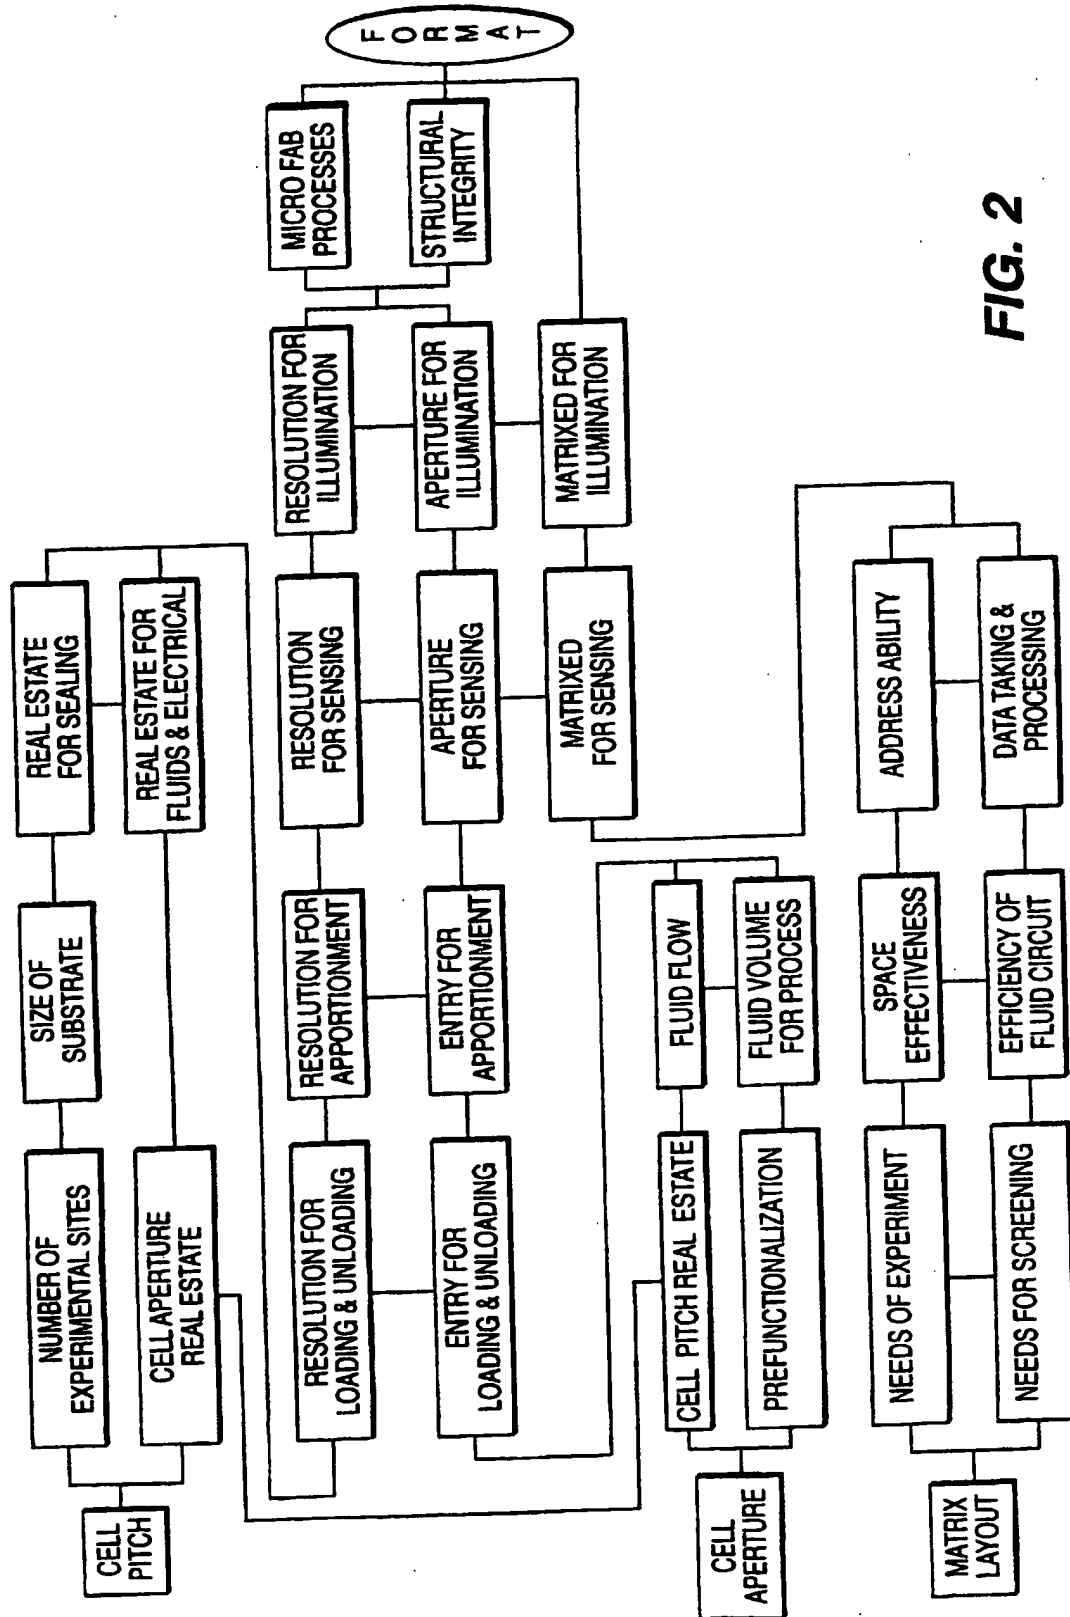 CELL
PITCH
NUMBER OF
EXPERIMENTAL SITES
SIZE OF
SUBSTRATE
REAL ESTATE
FOR SEALING
CELL APERTURE
REAL ESTATE
REAL ESTATE FOR
FLUIDS & ELECTRICAL
RESOLUTION FOR
LOADING & UNLOADING
RESOLUTION FOR
APPORTIONMENT
RESOLUTION
FOR SENSING
RESOLUTION FOR
ILLUMINATION
MICRO FAB
PROCESSES
FORMAT
ENTRY FOR
LOADING & UNLOADING
ENTRY FOR
APPORTIONMENT
APERTURE
FOR SENSING
APERTURE FOR
ILLUMINATION
STRUCTURAL
INTEGRITY
MATRIXED
FOR SENSING
MATRIXED FOR
ILLUMINATION
CELL
APERTURE
CELL PITCH REAL ESTATE
FLUID FLOW
PREFUNCTIONALIZATION
FLUID VOLUME
FOR PROCESS
MATRIX
LAYOUT
NEEDS OF EXPERIMENT
SPACE
EFFECTIVENESS
ADDRESS ABILITY
NEEDS FOR SCREENING
EFFICIENCY OF
FLUID CIRCUIT
DATA TAKING &
PROCESSING
FIG. 2